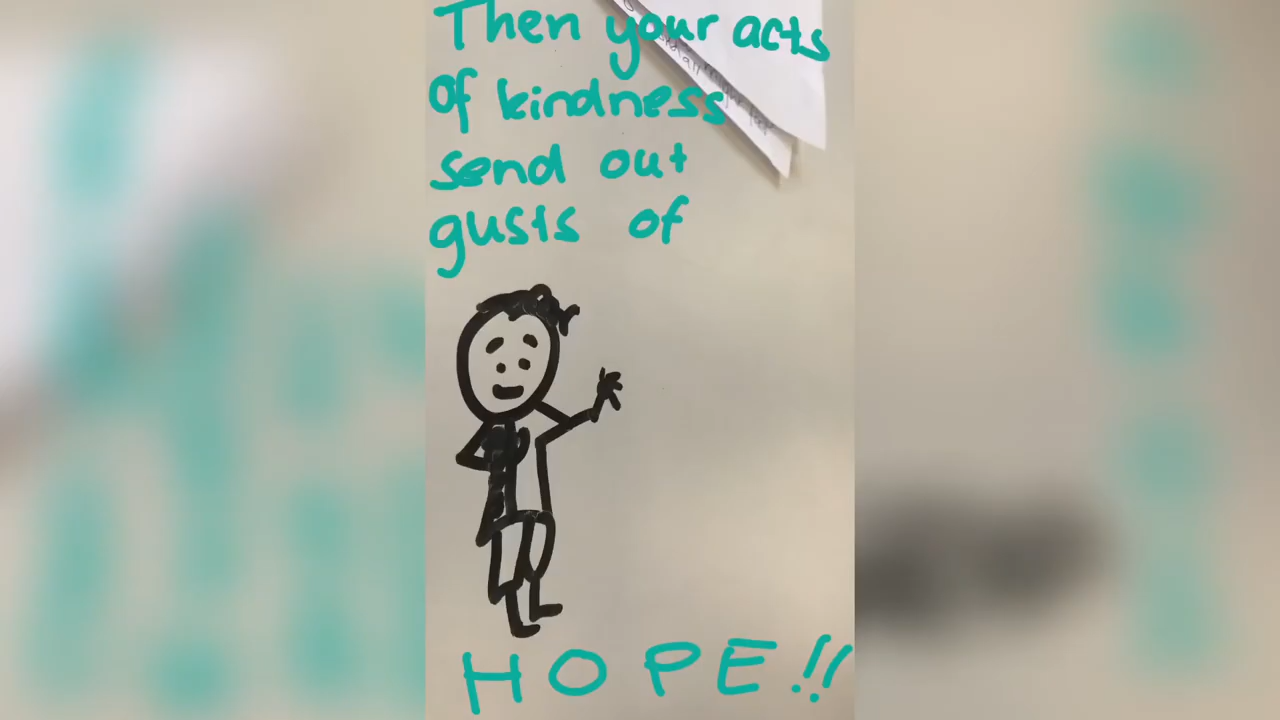 Then your acts
of kindness
send out
gusts of
HOPE!!